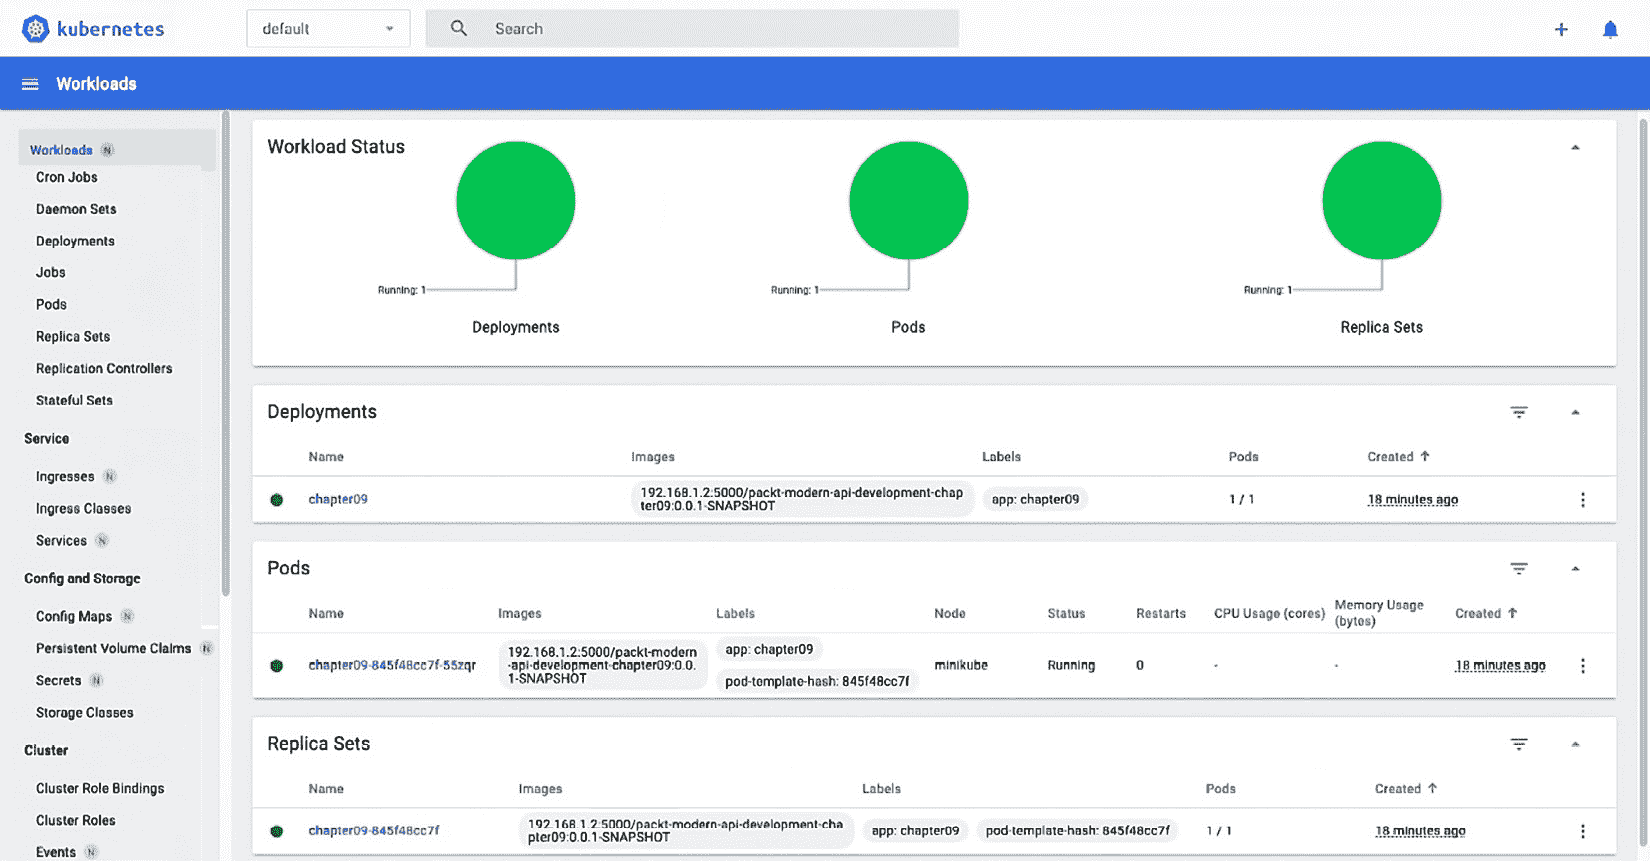 kubernetes
default
Search
Workloads
Workloads N
Cron Jobs
Daemon Sets
Deployments
Jobs
Pods
Replica Sets
Replication Controllers
Stateful Sets
Service
Ingresses N
Ingress Classes
Services N
Config and Storage
Config Maps N
Persistent Volume Claims N
Secrets N
Storage Classes
Cluster
Cluster Role Bindings
Cluster Roles
Events N
Workload Status
Running: 1
Deployments
Running: 1
Pods
Running: 1
Replica Sets
Deployments
Name Images Labels Pods Created
chapter09
192.168.1.2:5000/packt-modern-api-development-chap
ter09:0.0.1-SNAPSHOT
app: chapter09
1 / 1
18 minutes ago
Pods
Name Images Labels Node Status Restarts CPU Usage (cores) Memory Usage
(bytes) Created
chapter09-845f48cc7f-55zqr
192.168.1.2:5000/packt-modern
-api-development-chapter09:0.0.
1-SNAPSHOT
app: chapter09
pod-template-hash: 845f48cc7f
minikube
Running
0
-
-
18 minutes ago
Replica Sets
Name Images Labels Pods Created
chapter09-845f48cc7f
192.168.1.2:5000/packt-modern-api-development-cha
pter09:0.0.1-SNAPSHOT
app: chapter09
pod-template-hash: 845f48cc7f
1 / 1
18 minutes ago